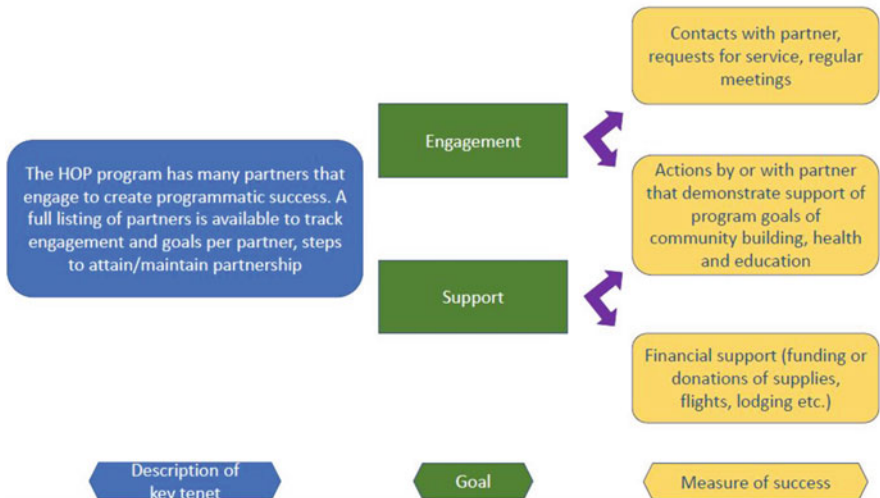 The HOP program has many partners that
engage to create programmatic success. A
full listing of partners is available to track
engagement and goals per partner, steps
to attain/maintain partnership
Engagement
Support
Contacts with partner,
requests for service, regular
meetings
Actions by or with partner
that demonstrate support of
program goals of
community building, health
and education
Financial support (funding or
donations of supplies,
flights, lodging etc.)
Description of
key tenet
Goal
Measure of success